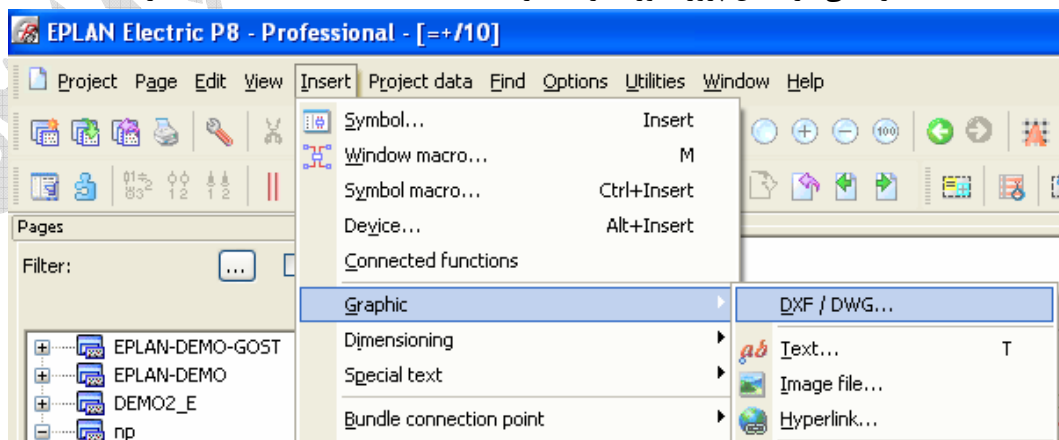 EPLAN Electric P8 - Professional - [=+/10]
Project Page Edit View Insert Project data Find Options Utilities Window Help
Symbol... Insert
Window macro... M
Symbol macro... Ctrl+Insert
Device... Alt+Insert
Connected functions
Graphic
Dimensioning
Special text
Bundle connection point
DXF / DWG...
Text... T
Image file...
Hyperlink...
100
Pages
Filter:
...
EPLAN-DEMO-GOST
EPLAN-DEMO
DEMO2_E
np